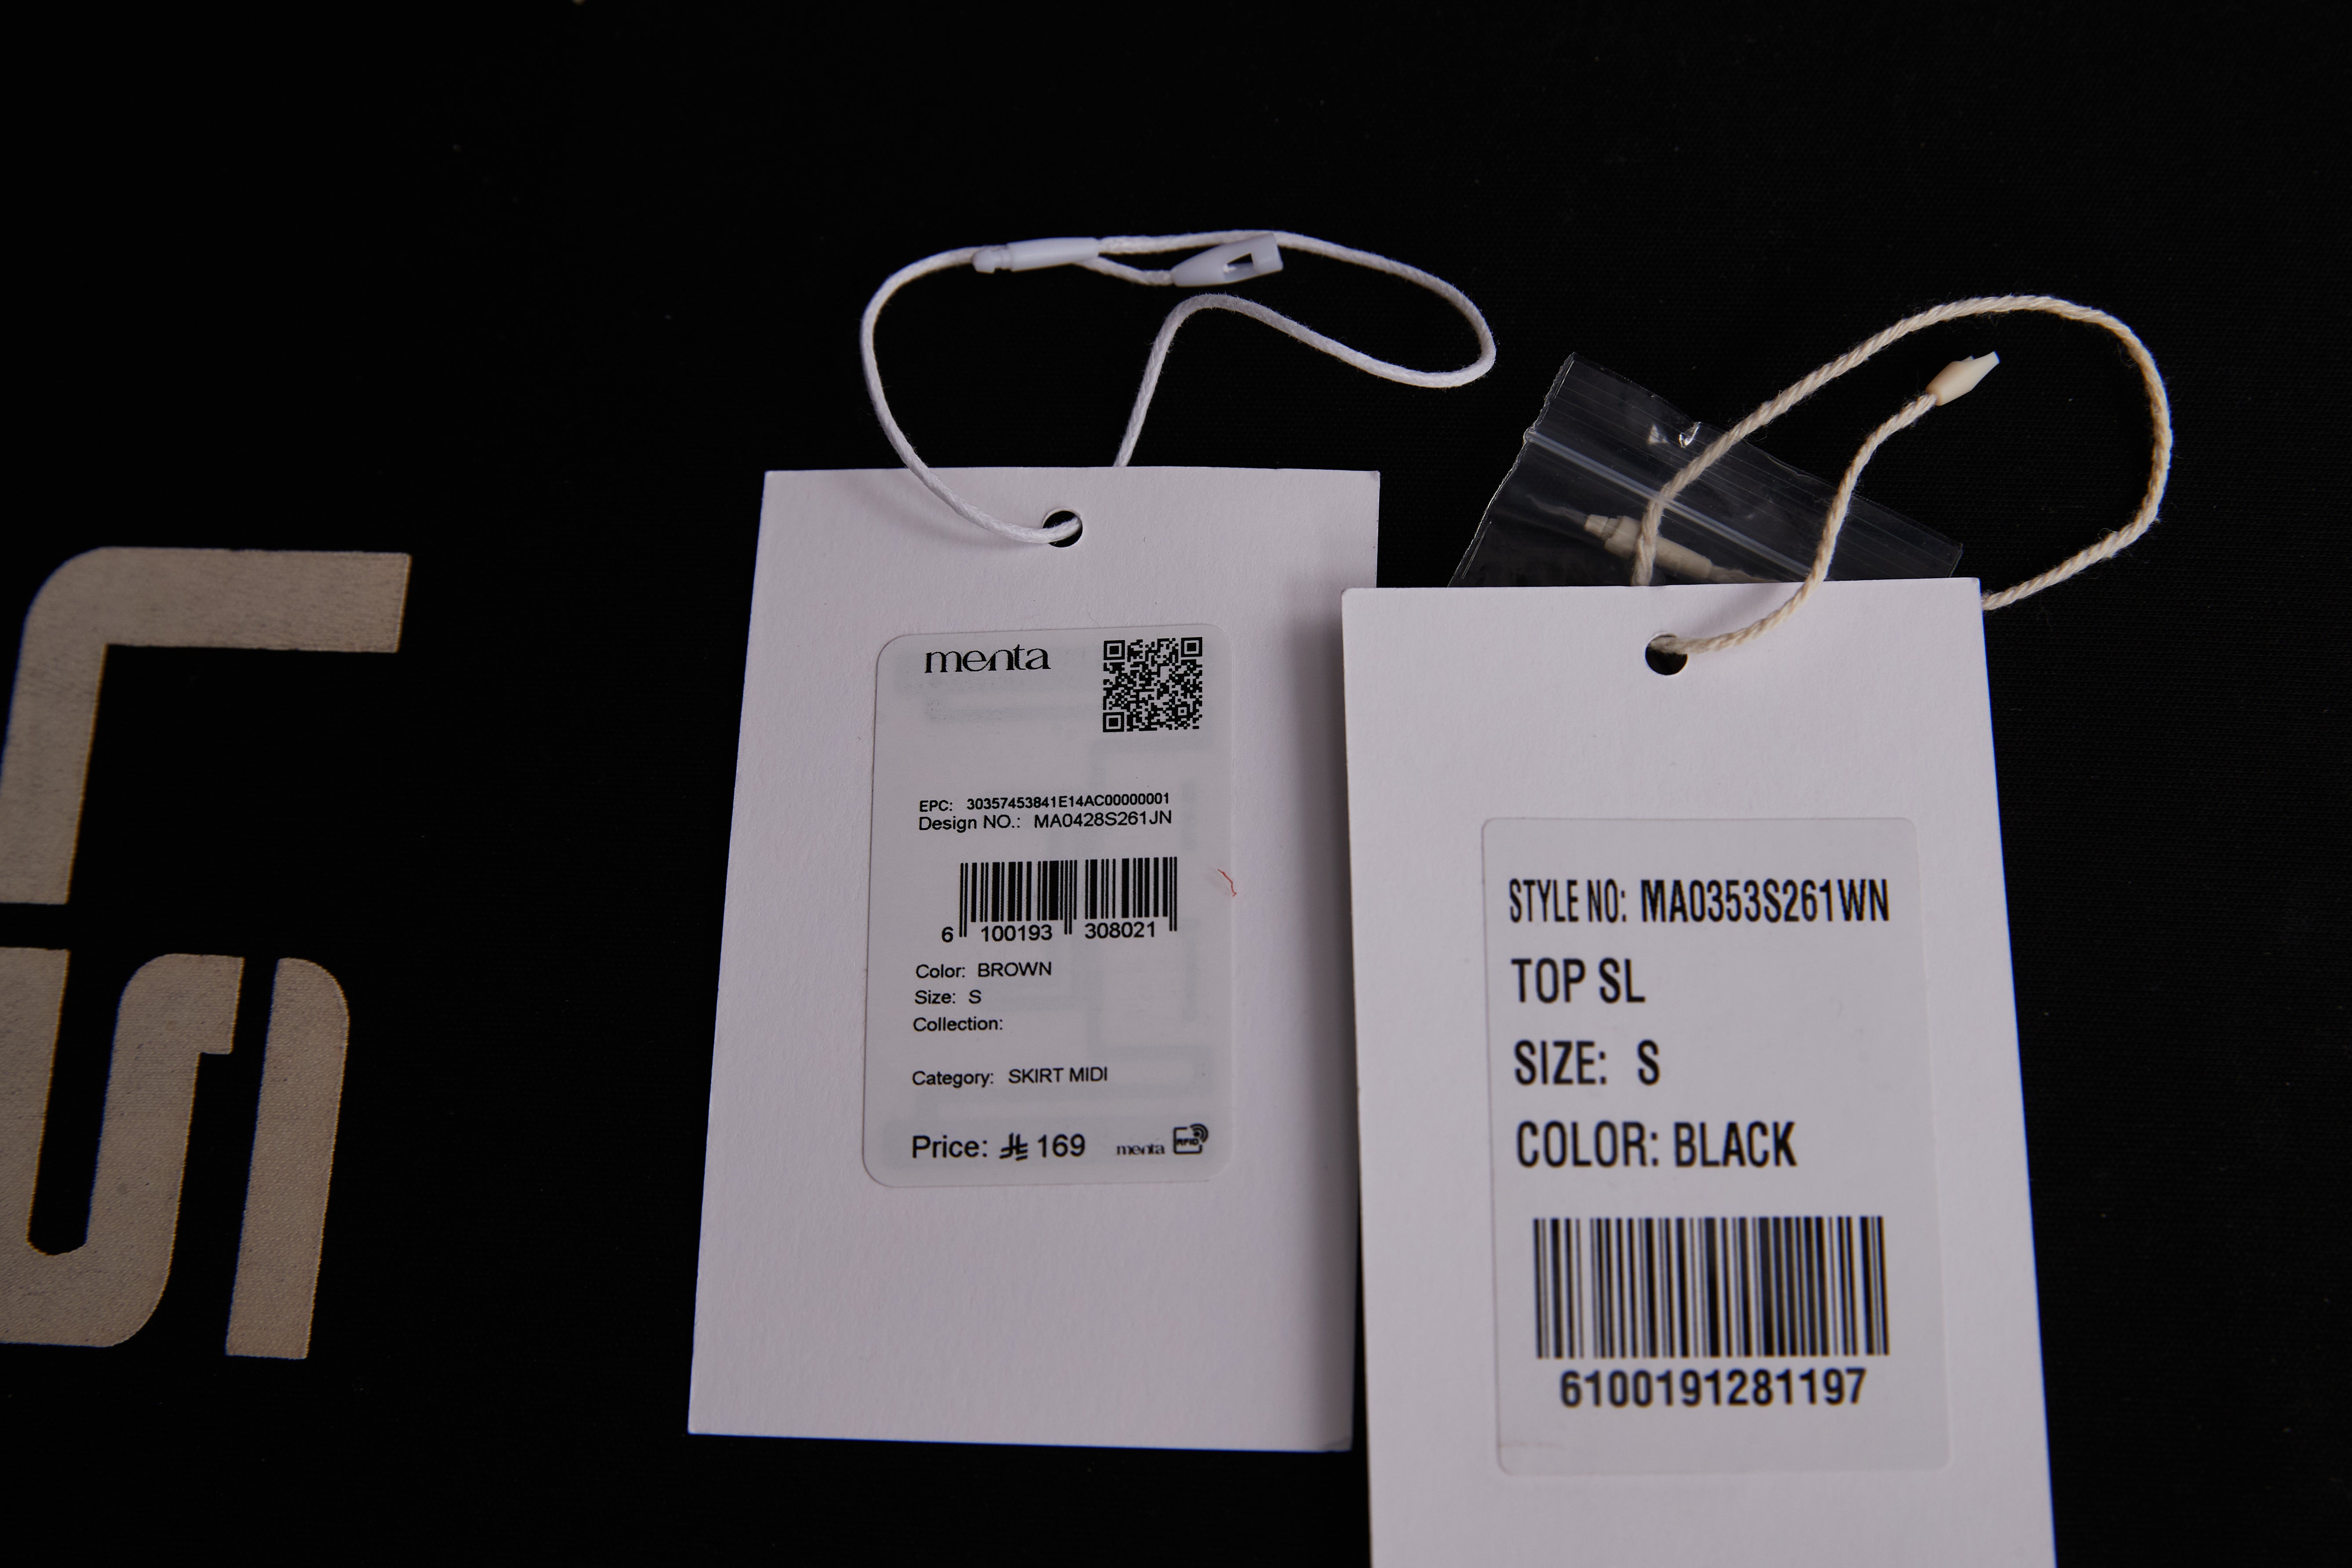 menta
EPC: 30357453841E14AC00000001
Design NO.: MA0428S261JN
6 100193 308021
Color: BROWN
Size: S
Collection:
Category: SKIRT MIDI
Price: ⃁ 169 menta RFID
STYLE NO: MA0353S261WN
TOP SL
SIZE: S
COLOR: BLACK
6100191281197